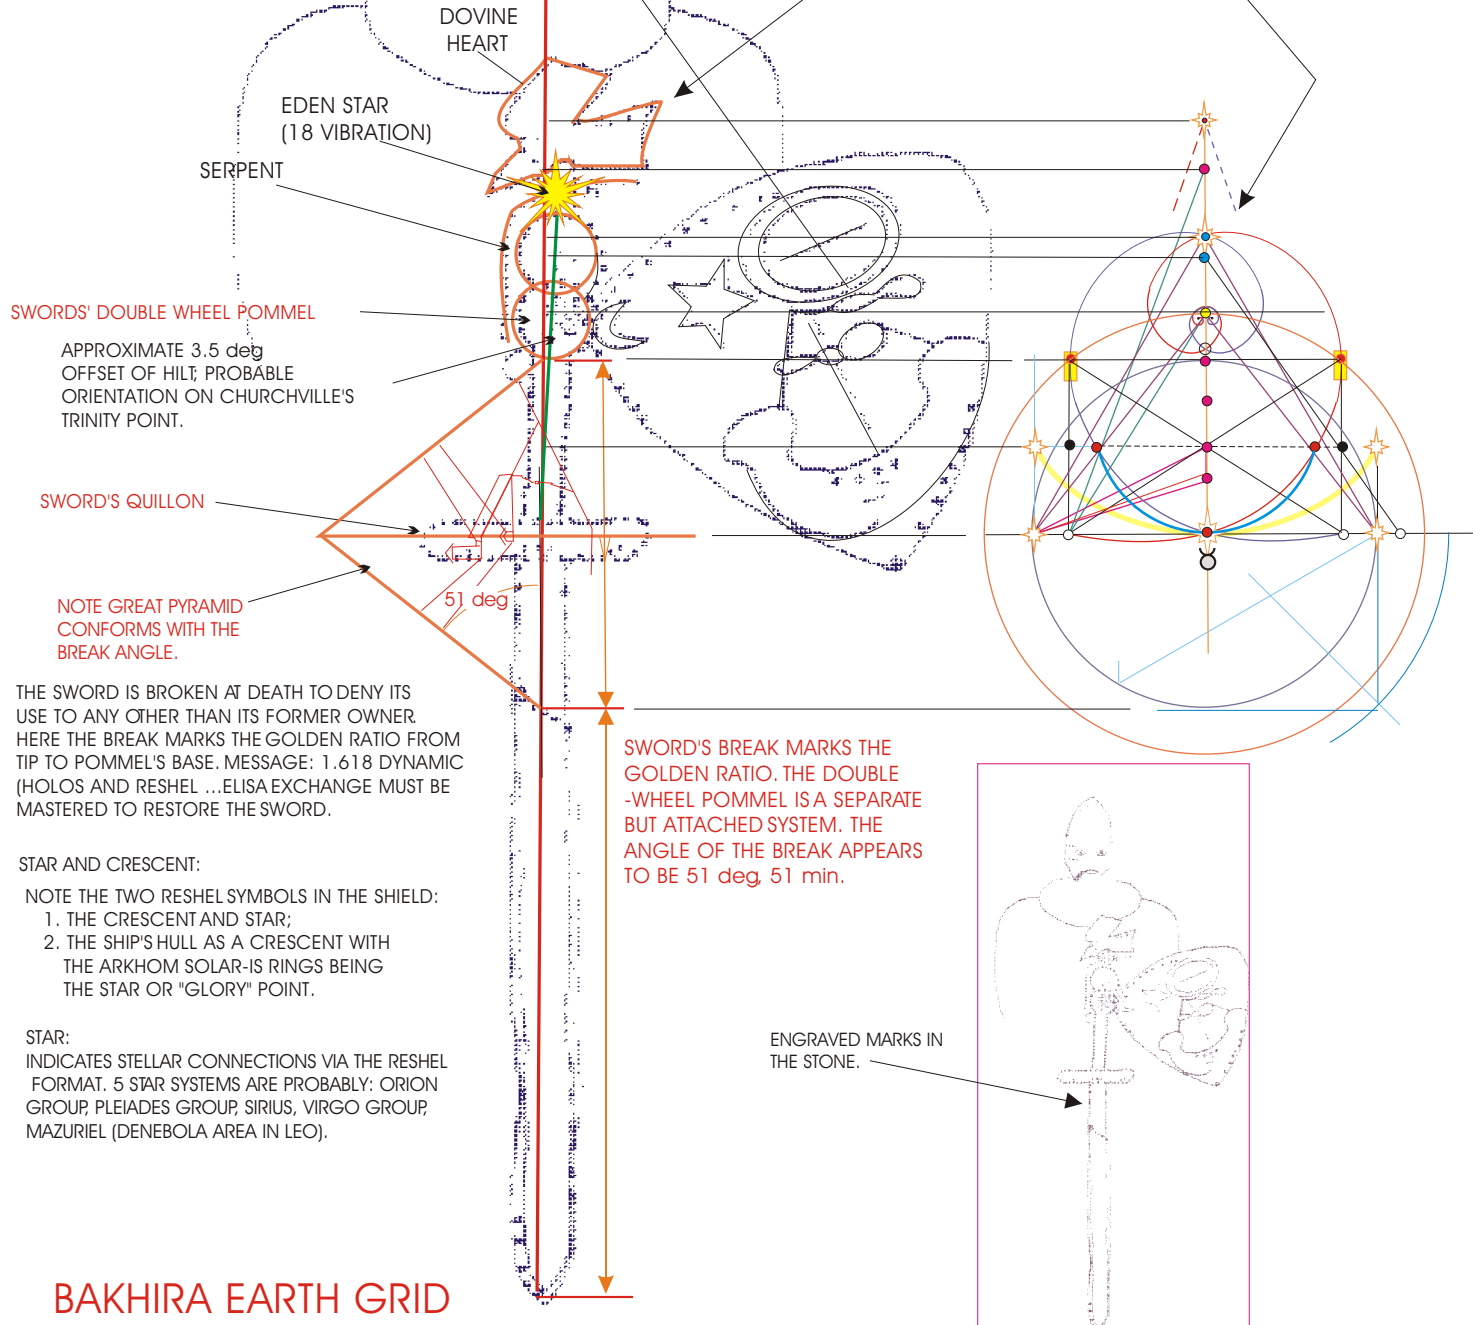 DOVINE
HEART
EDEN STAR
(18 VIBRATION)
SERPENT
SWORDS' DOUBLE WHEEL POMMEL
APPROXIMATE 3.5 deg
OFFSET OF HILT; PROBABLE
ORIENTATION ON CHURCHVILLE'S
TRINITY POINT.
SWORD'S QUILLON
51 deg
NOTE GREAT PYRAMID
CONFORMS WITH THE
BREAK ANGLE.
THE SWORD IS BROKEN AT DEATH TO DENY ITS
USE TO ANY OTHER THAN ITS FORMER OWNER.
HERE THE BREAK MARKS THE GOLDEN RATIO FROM
TIP TO POMMEL'S BASE. MESSAGE: 1.618 DYNAMIC
(HOLOS AND RESHEL ...ELISA EXCHANGE MUST BE
MASTERED TO RESTORE THE SWORD.
SWORD'S BREAK MARKS THE
GOLDEN RATIO. THE DOUBLE
-WHEEL POMMEL IS A SEPARATE
BUT ATTACHED SYSTEM. THE
ANGLE OF THE BREAK APPEARS
TO BE 51 deg, 51 min.
STAR AND CRESCENT:
NOTE THE TWO RESHEL SYMBOLS IN THE SHIELD:
1. THE CRESCENT AND STAR;
2. THE SHIP'S HULL AS A CRESCENT WITH
THE ARKHOM SOLAR-IS RINGS BEING
THE STAR OR "GLORY" POINT.
STAR:
INDICATES STELLAR CONNECTIONS VIA THE RESHEL
FORMAT. 5 STAR SYSTEMS ARE PROBABLY: ORION
GROUP, PLEIADES GROUP, SIRIUS, VIRGO GROUP,
MAZURIEL (DENEBOLA AREA IN LEO).
ENGRAVED MARKS IN
THE STONE.
BAKHIRA EARTH GRID